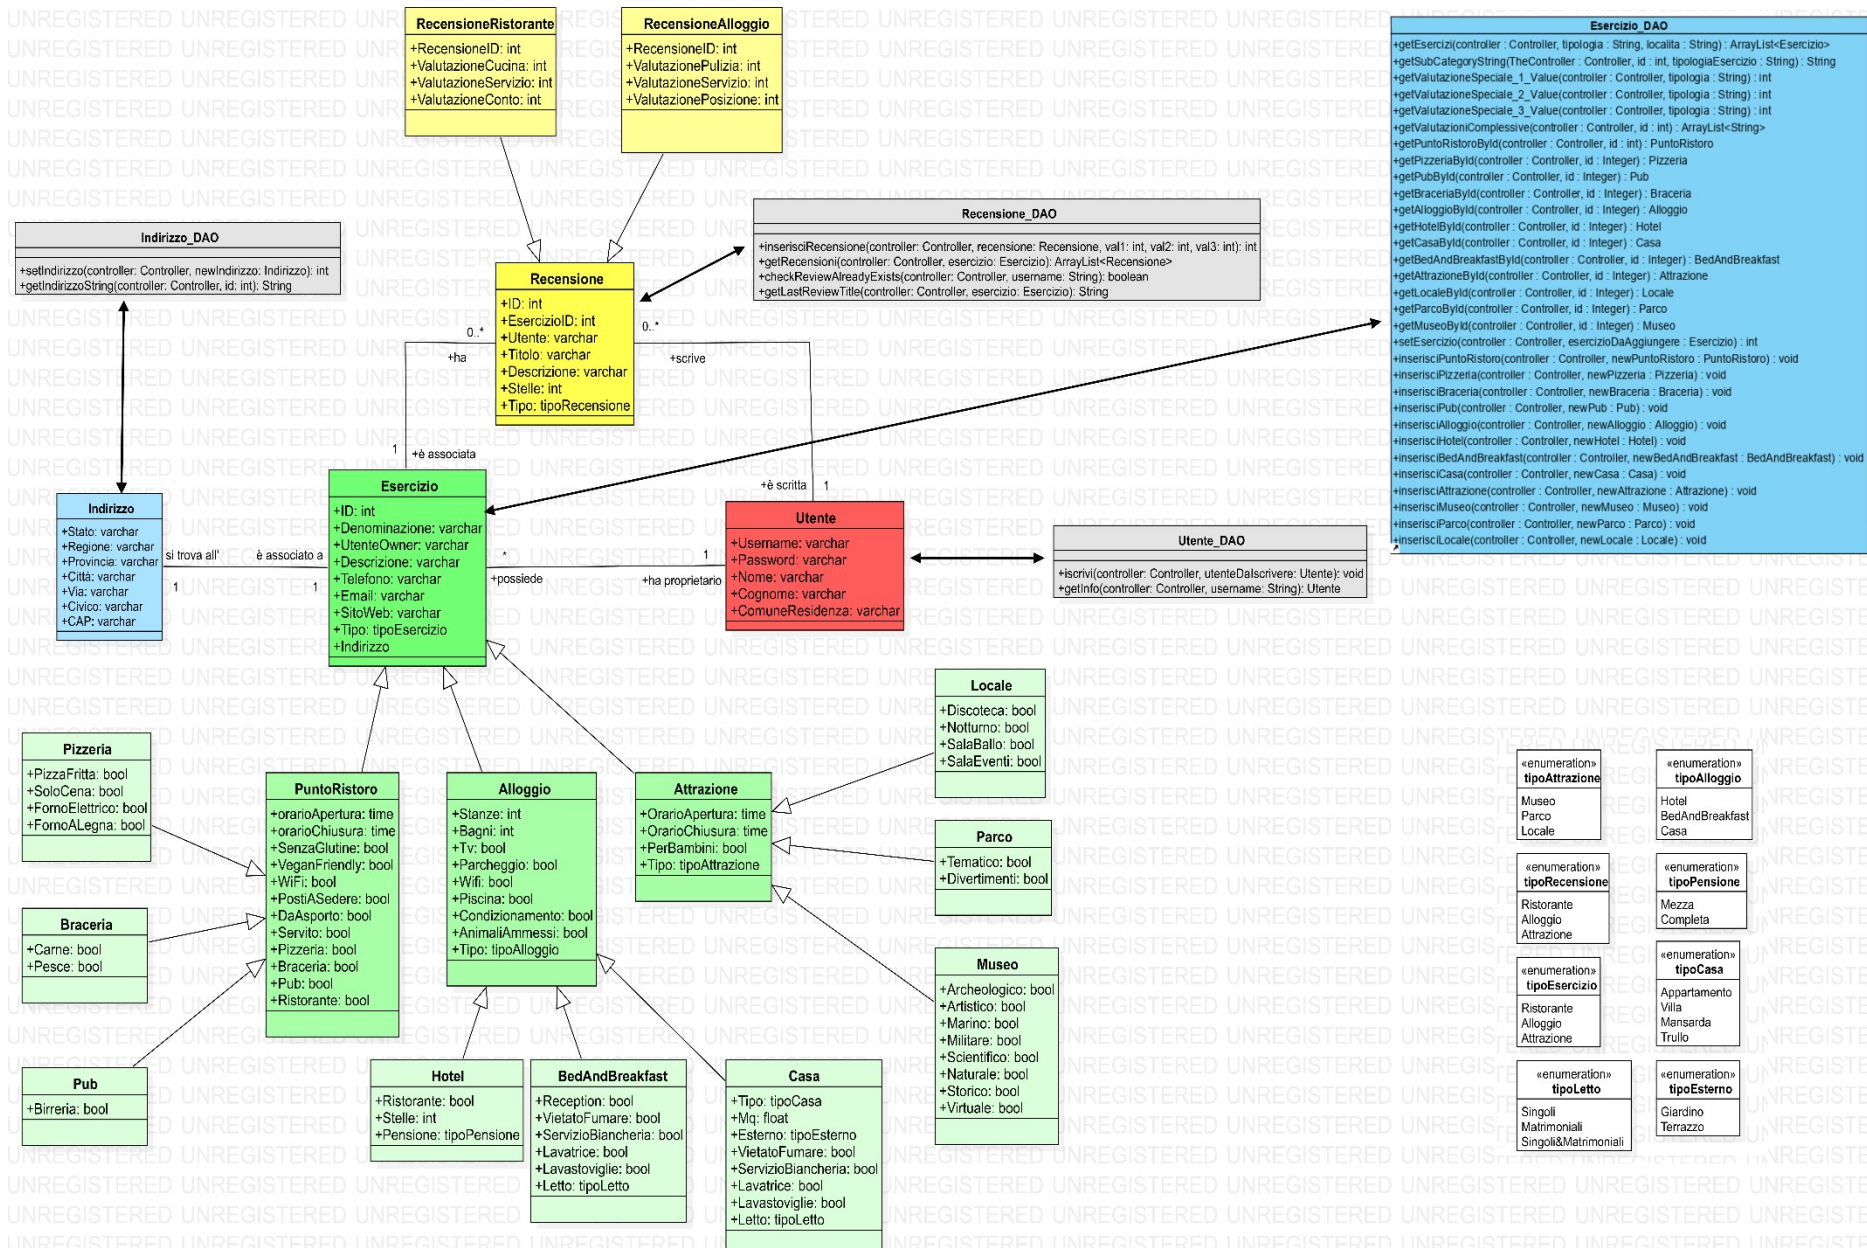 RecensioneRistorante
+RecensioneID: int
+ValutazioneCucina: int
+ValutazioneServizio: int
+ValutazioneConto: int
RecensioneAlloggio
+RecensioneID: int
+ValutazionePulizia: int
+ValutazioneServizio: int
+ValutazionePosizione: int
Esercizio_DAO
+getEsercizi(controller : Controller, tipologia : String, localita : String) : ArrayList<Esercizio>
+getSubCategoryString(TheController : Controller, id : int, tipologiaEsercizio : String) : String
+getValutazioneSpeciale_1_Value(controller : Controller, tipologia : String) : int
+getValutazioneSpeciale_2_Value(controller : Controller, tipologia : String) : int
+getValutazioneSpeciale_3_Value(controller : Controller, tipologia : String) : int
+getValutazioniComplessive(controller : Controller, id : int) : ArrayList<String>
+getPuntoRistoroById(controller : Controller, id : int) : PuntoRistoro
+getPizzeriaById(controller : Controller, id : Integer) : Pizzeria
+getPubById(controller : Controller, id : Integer) : Pub
+getBraceriaById(controller : Controller, id : Integer) : Braceria
+getAlloggioById(controller : Controller, id : Integer) : Alloggio
+getHotelById(controller : Controller, id : Integer) : Hotel
+getCasaById(controller : Controller, id : Integer) : Casa
+getBedAndBreakfastById(controller : Controller, id : Integer) : BedAndBreakfast
+getAttrazioneById(controller : Controller, id : Integer) : Attrazione
+getLocaleById(controller : Controller, id : Integer) : Locale
+getParcoById(controller : Controller, id : Integer) : Parco
+getMuseoById(controller : Controller, id : Integer) : Museo
+setEsercizio(controller : Controller, esercizioDaAggiungere : Esercizio) : int
+inserisciPuntoRistoro(controller : Controller, newPuntoRistoro : PuntoRistoro) : void
+inserisciPizzeria(controller : Controller, newPizzeria : Pizzeria) : void
+inserisciBraceria(controller : Controller, newBraceria : Braceria) : void
+inserisciPub(controller : Controller, newPub : Pub) : void
+inserisciAlloggio(controller : Controller, newAlloggio : Alloggio) : void
+inserisciHotel(controller : Controller, newHotel : Hotel) : void
+inserisciBedAndBreakfast(controller : Controller, newBedAndBreakfast : BedAndBreakfast) : void
+inserisciCasa(controller : Controller, newCasa : Casa) : void
+inserisciAttrazione(controller : Controller, newAttrazione : Attrazione) : void
+inserisciMuseo(controller : Controller, newMuseo : Museo) : void
+inserisciParco(controller : Controller, newParco : Parco) : void
+inserisciLocale(controller : Controller, newLocale : Locale) : void
Indirizzo_DAO
+setIndirizzo(controller: Controller, newIndirizzo: Indirizzo): int
+getIndirizzoString(controller: Controller, id: int): String
Recensione_DAO
+inserisciRecensione(controller: Controller, recensione: Recensione, val1: int, val2: int, val3: int): int
+getRecensioni(controller: Controller, esercizio: Esercizio): ArrayList<Recensione>
+checkReviewAlreadyExists(controller: Controller, username: String): boolean
+getLastReviewTitle(controller: Controller, esercizio: Esercizio): String
Recensione
+ID: int
+EsercizioID: int
+Utente: varchar
+Titolo: varchar
+Descrizione: varchar
+Stelle: int
+Tipo: tipoRecensione
0..*
+ha
0..*
+scrive
1
+è associata
+è scritta
1
Indirizzo
+Stato: varchar
+Regione: varchar
+Provincia: varchar
+Città: varchar
+Via: varchar
+Civico: varchar
+CAP: varchar
si trova all'
è associato a
1
1
Esercizio
+ID: int
+Denominazione: varchar
+UtenteOwner: varchar
+Descrizione: varchar
+Telefono: varchar
+Email: varchar
+SitoWeb: varchar
+Tipo: tipoEsercizio
+Indirizzo
*
+possiede
1
+ha proprietario
Utente
+Username: varchar
+Password: varchar
+Nome: varchar
+Cognome: varchar
+ComuneResidenza: varchar
Utente_DAO
+iscrivi(controller: Controller, utenteDaIscrivere: Utente): void
+getInfo(controller: Controller, username: String): Utente
Pizzeria
+PizzaFritta: bool
+SoloCena: bool
+FornoElettrico: bool
+FornoALegna: bool
Braceria
+Carne: bool
+Pesce: bool
Pub
+Birreria: bool
PuntoRistoro
+orarioApertura: time
+orarioChiusura: time
+SenzaGlutine: bool
+VeganFriendly: bool
+WiFi: bool
+PostiASedere: bool
+DaAsporto: bool
+Servito: bool
+Pizzeria: bool
+Braceria: bool
+Pub: bool
+Ristorante: bool
Alloggio
+Stanze: int
+Bagni: int
+Tv: bool
+Parcheggio: bool
+Wifi: bool
+Piscina: bool
+Condizionamento: bool
+AnimaliAmmessi: bool
+Tipo: tipoAlloggio
Attrazione
+OrarioApertura: time
+OrarioChiusura: time
+PerBambini: bool
+Tipo: tipoAttrazione
Locale
+Discoteca: bool
+Notturno: bool
+SalaBallo: bool
+SalaEventi: bool
Parco
+Tematico: bool
+Divertimenti: bool
Museo
+Archeologico: bool
+Artistico: bool
+Marino: bool
+Militare: bool
+Scientifico: bool
+Naturale: bool
+Storico: bool
+Virtuale: bool
Hotel
+Ristorante: bool
+Stelle: int
+Pensione: tipoPensione
BedAndBreakfast
+Reception: bool
+VietatoFumare: bool
+ServizioBiancheria: bool
+Lavatrice: bool
+Lavastoviglie: bool
+Letto: tipoLetto
Casa
+Tipo: tipoCasa
+Mq: float
+Esterno: tipoEsterno
+VietatoFumare: bool
+ServizioBiancheria: bool
+Lavatrice: bool
+Lavastoviglie: bool
+Letto: tipoLetto
«enumeration»
tipoAttrazione
Museo
Parco
Locale
«enumeration»
tipoAlloggio
Hotel
BedAndBreakfast
Casa
«enumeration»
tipoRecensione
Ristorante
Alloggio
Attrazione
«enumeration»
tipoPensione
Mezza
Completa
«enumeration»
tipoEsercizio
Ristorante
Alloggio
Attrazione
«enumeration»
tipoCasa
Appartamento
Villa
Mansarda
Trullo
«enumeration»
tipoLetto
Singoli
Matrimoniali
Singoli&Matrimoniali
«enumeration»
tipoEsterno
Giardino
Terrazzo